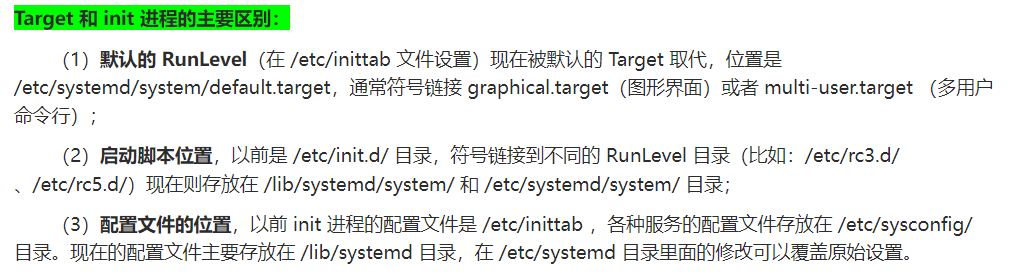 Target 和 init 进程的主要区别：
（1）默认的 RunLevel（在 /etc/inittab 文件设置）现在被默认的 Target 取代，位置是
/etc/systemd/system/default.target，通常符号链接 graphical.target（图形界面）或者 multi-user.target （多用户
命令行）；
（2）启动脚本位置，以前是 /etc/init.d/ 目录，符号链接到不同的 RunLevel 目录（比如：/etc/rc3.d/
、/etc/rc5.d/）现在则存放在 /lib/systemd/system/ 和 /etc/systemd/system/ 目录；
（3）配置文件的位置，以前 init 进程的配置文件是 /etc/inittab ，各种服务的配置文件存放在 /etc/sysconfig/
目录。现在的配置文件主要存放在 /lib/systemd 目录，在 /etc/systemd 目录里面的修改可以覆盖原始设置。